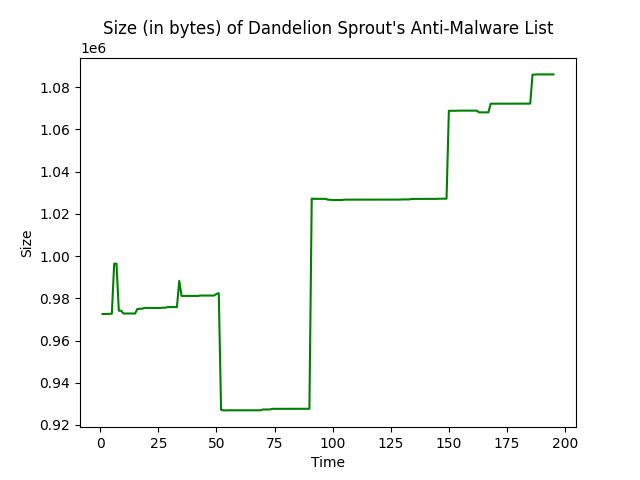 Size (in bytes) of Dandelion Sprout's Anti-Malware List
1e6
1.08
1.06
1.04
1.02
1.00
0.98
0.96
0.94
0.92
Size
0 25 50 75 100 125 150 175 200
Time